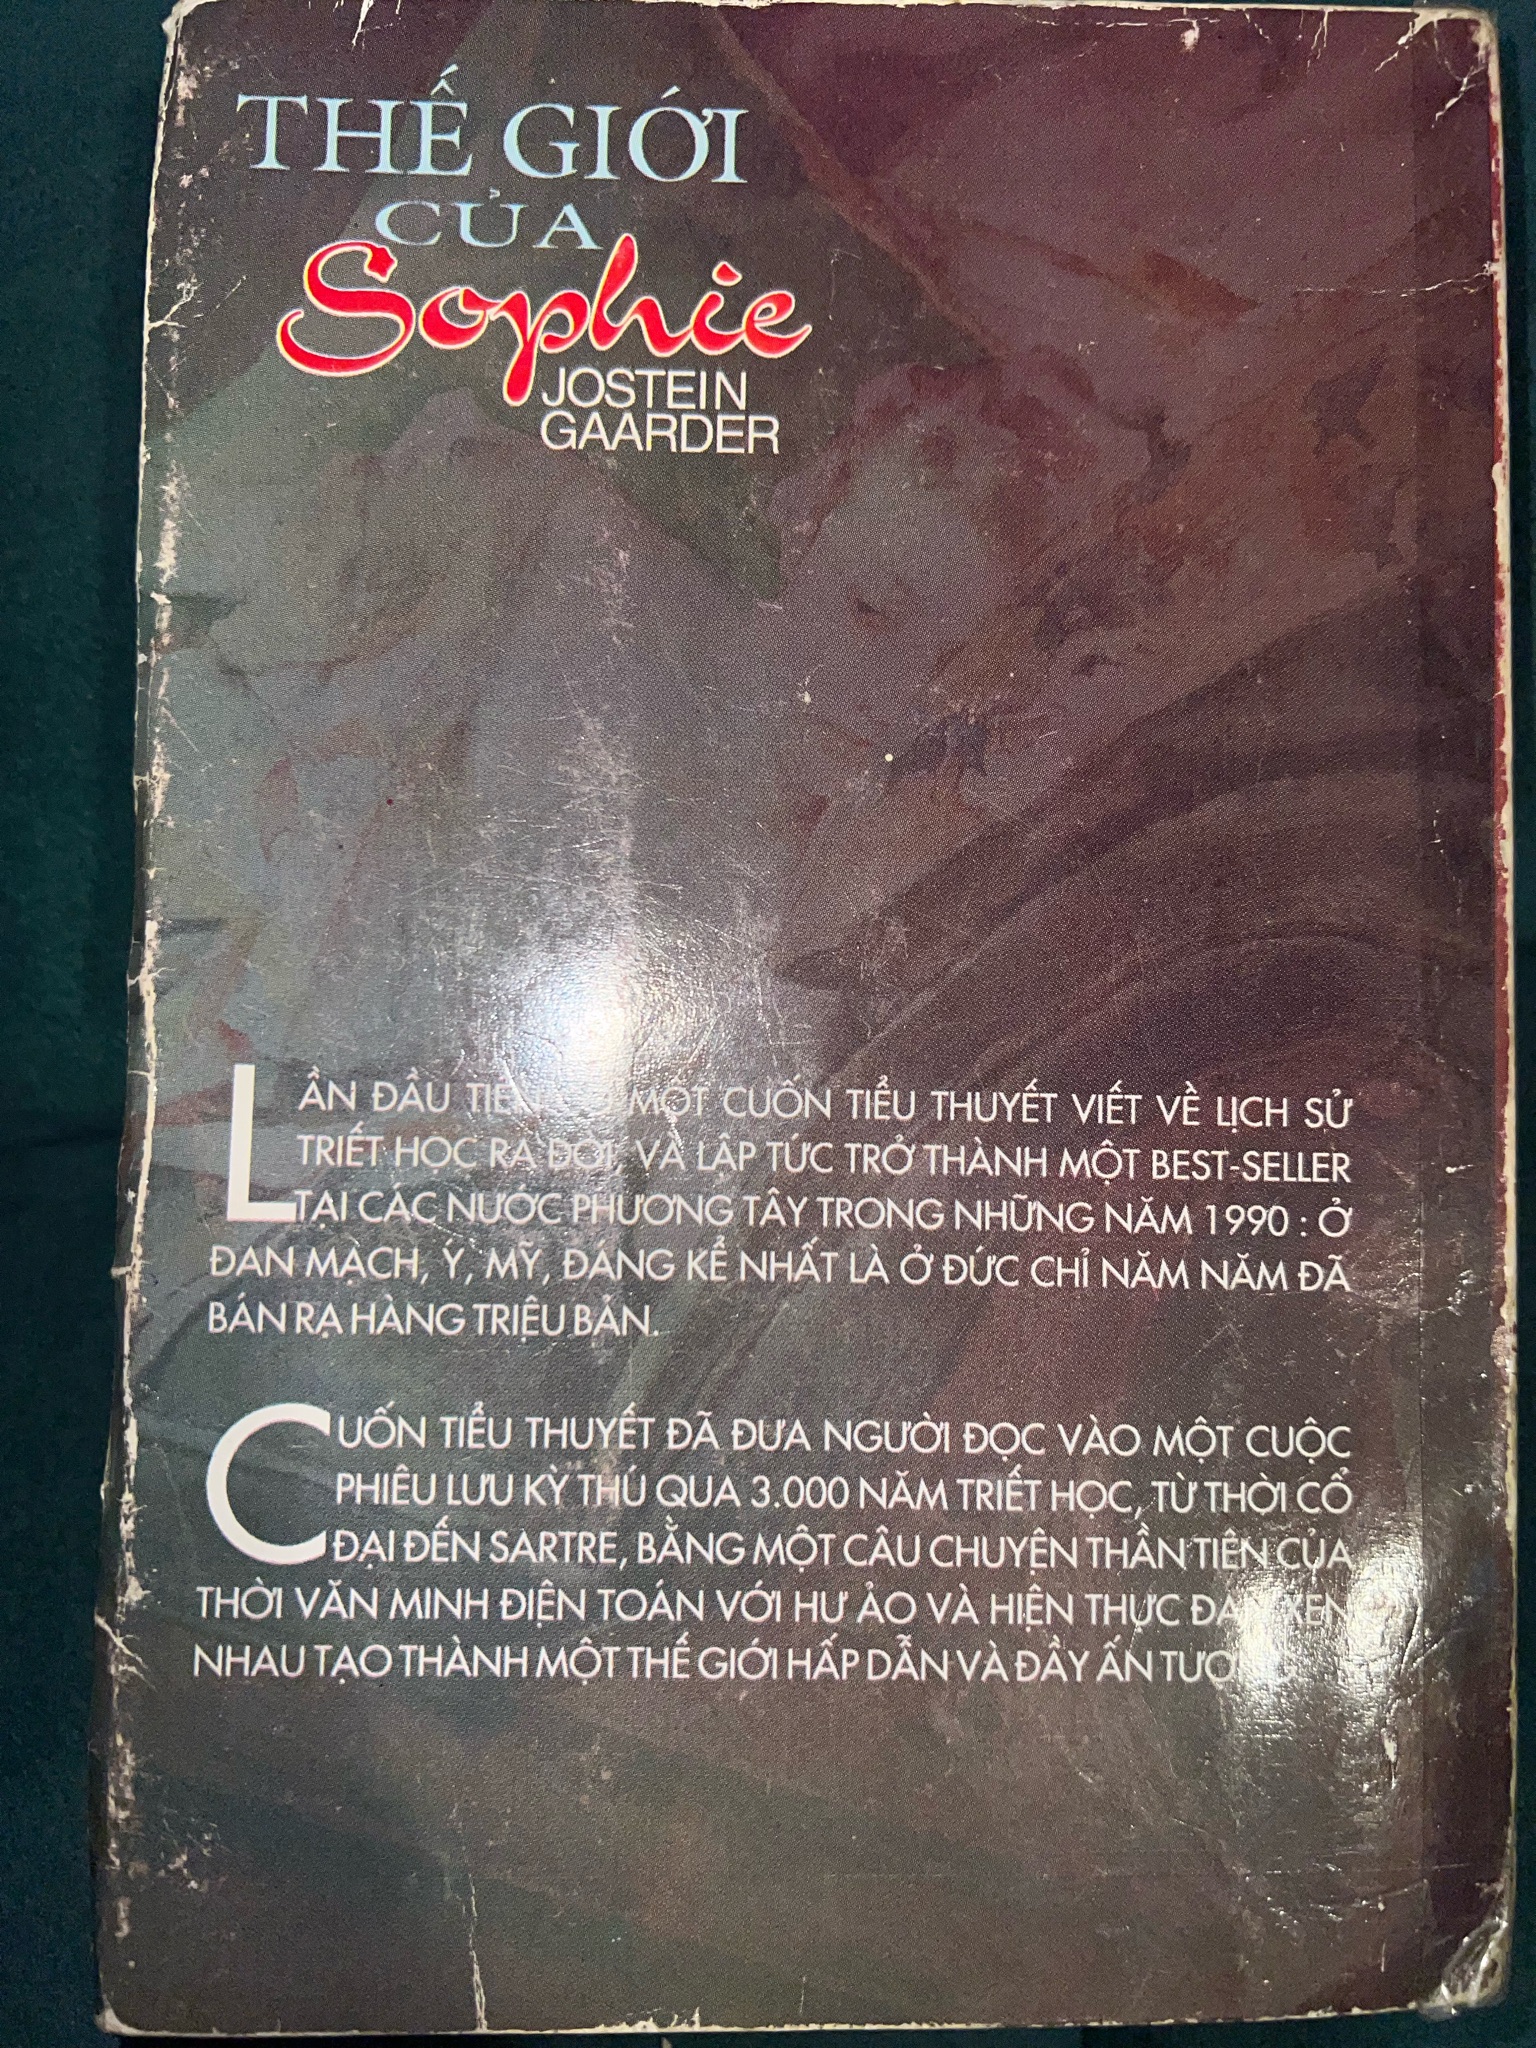 THẾ GIỚI
CỦA
Sophie
JOSTEIN
GAARDER
LẦN ĐẦU TIÊN MỘT CUỐN TIỂU THUYẾT VIẾT VỀ LỊCH SỬ
TRIẾT HỌC RA ĐỜI, VÀ LẬP TỨC TRỞ THÀNH MỘT BEST-SELLER
TẠI CÁC NƯỚC PHƯƠNG TÂY TRONG NHỮNG NĂM 1990 : Ở
ĐAN MẠCH, Ý, MỸ, ĐÁNG KỂ NHẤT LÀ Ở ĐỨC CHỈ NĂM NĂM ĐÃ
BÁN RA HÀNG TRIỆU BẢN.
CUỐN TIỂU THUYẾT ĐÃ ĐƯA NGƯỜI ĐỌC VÀO MỘT CUỘC
PHIÊU LƯU KỲ THÚ QUA 3.000 NĂM TRIẾT HỌC, TỪ THỜI CỔ
ĐẠI ĐẾN SARTRE, BẰNG MỘT CÂU CHUYỆN THẦN TIÊN CỦA
THỜI VĂN MINH ĐIỆN TOÁN VỚI HƯ ẢO VÀ HIỆN THỰC ĐAN XEN
NHAU TẠO THÀNH MỘT THẾ GIỚI HẤP DẪN VÀ ĐẦY ẤN